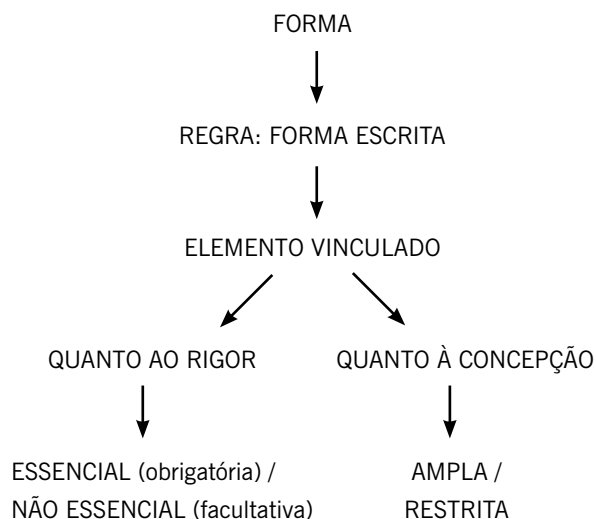 FORMA
REGRA: FORMA ESCRITA
ELEMENTO VINCULADO
QUANTO AO RIGOR
QUANTO À CONCEPÇÃO
ESSENCIAL (obrigatória) /
NÃO ESSENCIAL (facultativa)
AMPLA /
RESTRITA